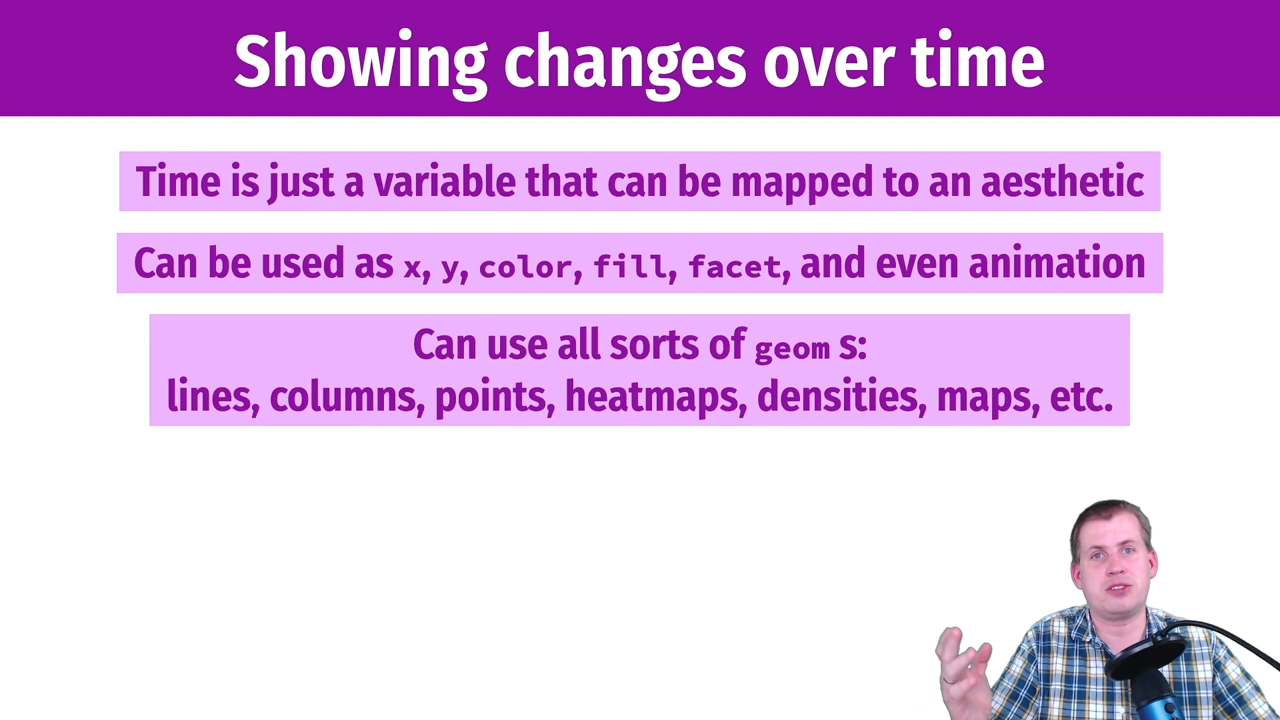 Showing changes over time
Time is just a variable that can be mapped to an aesthetic
Can be used as x, y, color, fill, facet, and even animation
Can use all sorts of geom s:
lines, columns, points, heatmaps, densities, maps, etc.